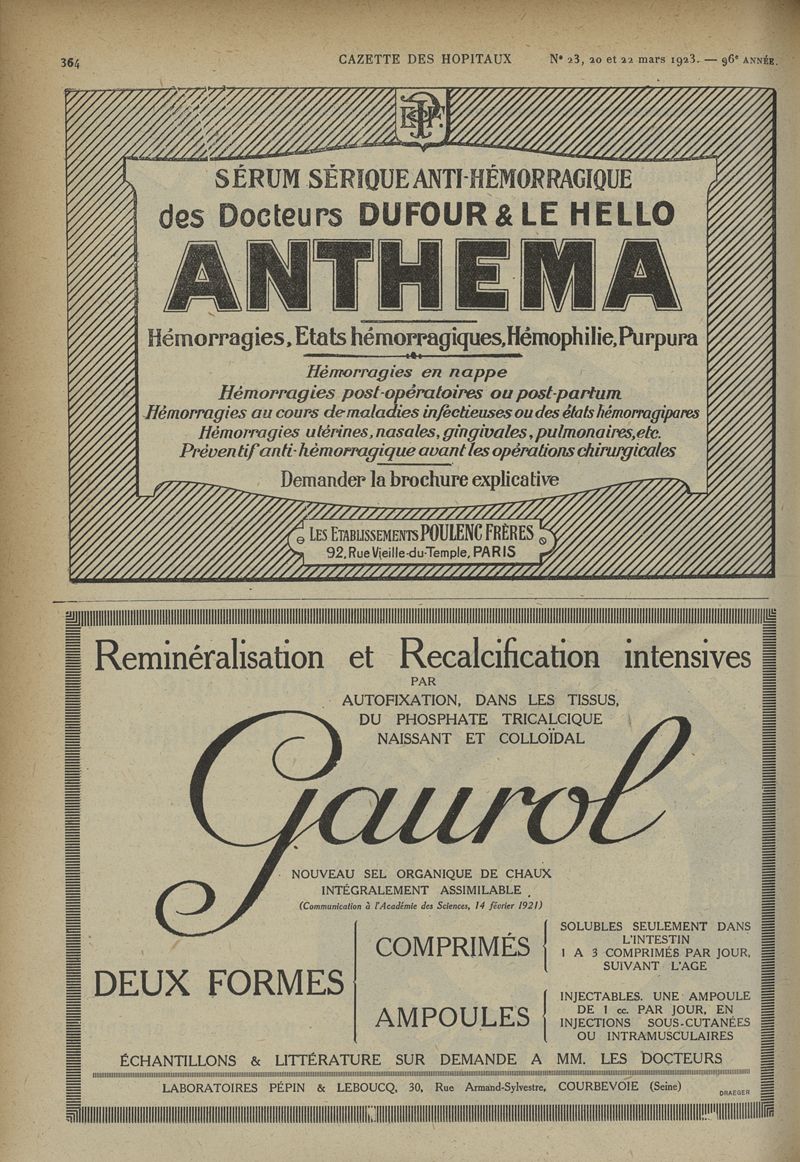 364
CAZETTE DES HOPITAUX
N° 23, 20 et 22 mars 1923. — 96e ANNÉE.
E P F.
SÉRUM SÉRIQUE ANTI-HÉMORRAGIQUE
des Docteurs DUFOUR & LE HELLO
ANTHEMA
Hémorragies, Etats hémorragiques, Hémophilie, Purpura
Hémorragies en nappe
Hémorragies post-opératoires ou post-partum
Hémorragies au cours de maladies infectieuses ou des états hémorragipares
Hémorragies utérines, nasales, gingivales, pulmonaires, etc.
Préventif anti-hémorragique avant les opérations chirurgicales
Demander la brochure explicative
LES ETABLISSEMENTS POULENC FRÈRES
92, Rue Vieille-du-Temple, PARIS
Reminéralisation et Recalcification intensives
PAR
AUTOFIXATION, DANS LES TISSUS,
DU PHOSPHATE TRICALCIQUE
NAISSANT ET COLLOÏDAL
Gaurol
NOUVEAU SEL ORGANIQUE DE CHAUX
INTÉGRALEMENT ASSIMILABLE.
(Communication à l'Académie des Sciences, 14 février 1921)
DEUX FORMES
COMPRIMÉS
SOLUBLES SEULEMENT DANS
L'INTESTIN
1 A 3 COMPRIMÉS PAR JOUR,
SUIVANT L'AGE
AMPOULES
INJECTABLES. UNE AMPOULE
DE 1 cc. PAR JOUR, EN
INJECTIONS SOUS-CUTANÉES
OU INTRAMUSCULAIRES
ÉCHANTILLONS & LITTÉRATURE SUR DEMANDE A MM. LES DOCTEURS
LABORATOIRES PÉPIN & LEBOUCQ, 30, Rue Armand-Sylvestre, COURBEVOIE (Seine)
DRAEGER